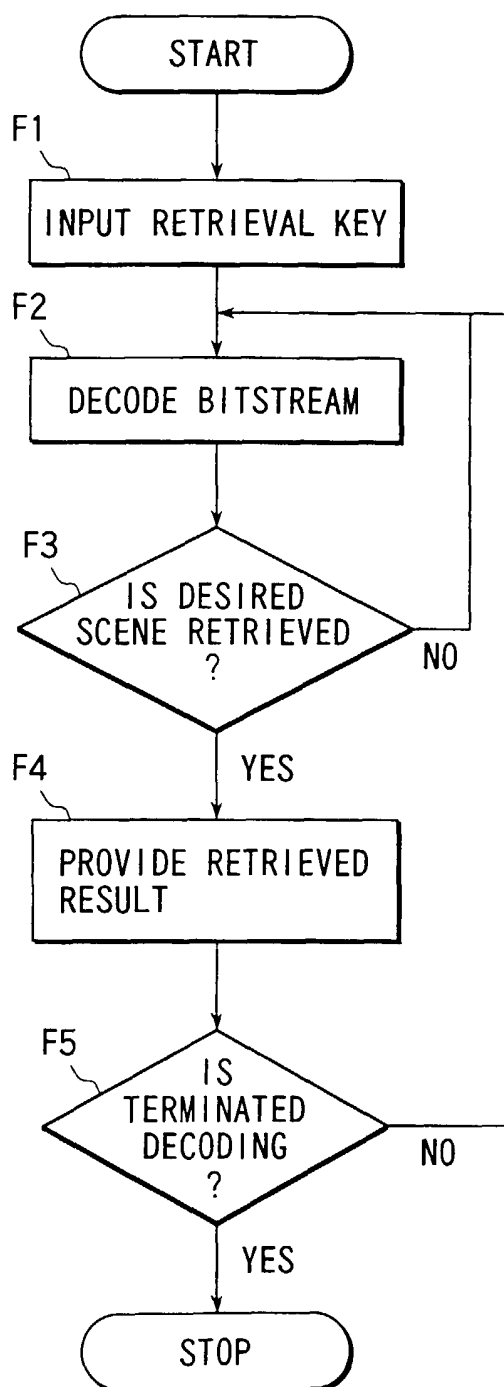 START
F1
INPUT RETRIEVAL KEY
F2
DECODE BITSTREAM
F3
IS DESIRED
SCENE RETRIEVED
?
NO
YES
F4
PROVIDE RETRIEVED
RESULT
F5
IS
TERMINATED
DECODING
?
NO
YES
STOP